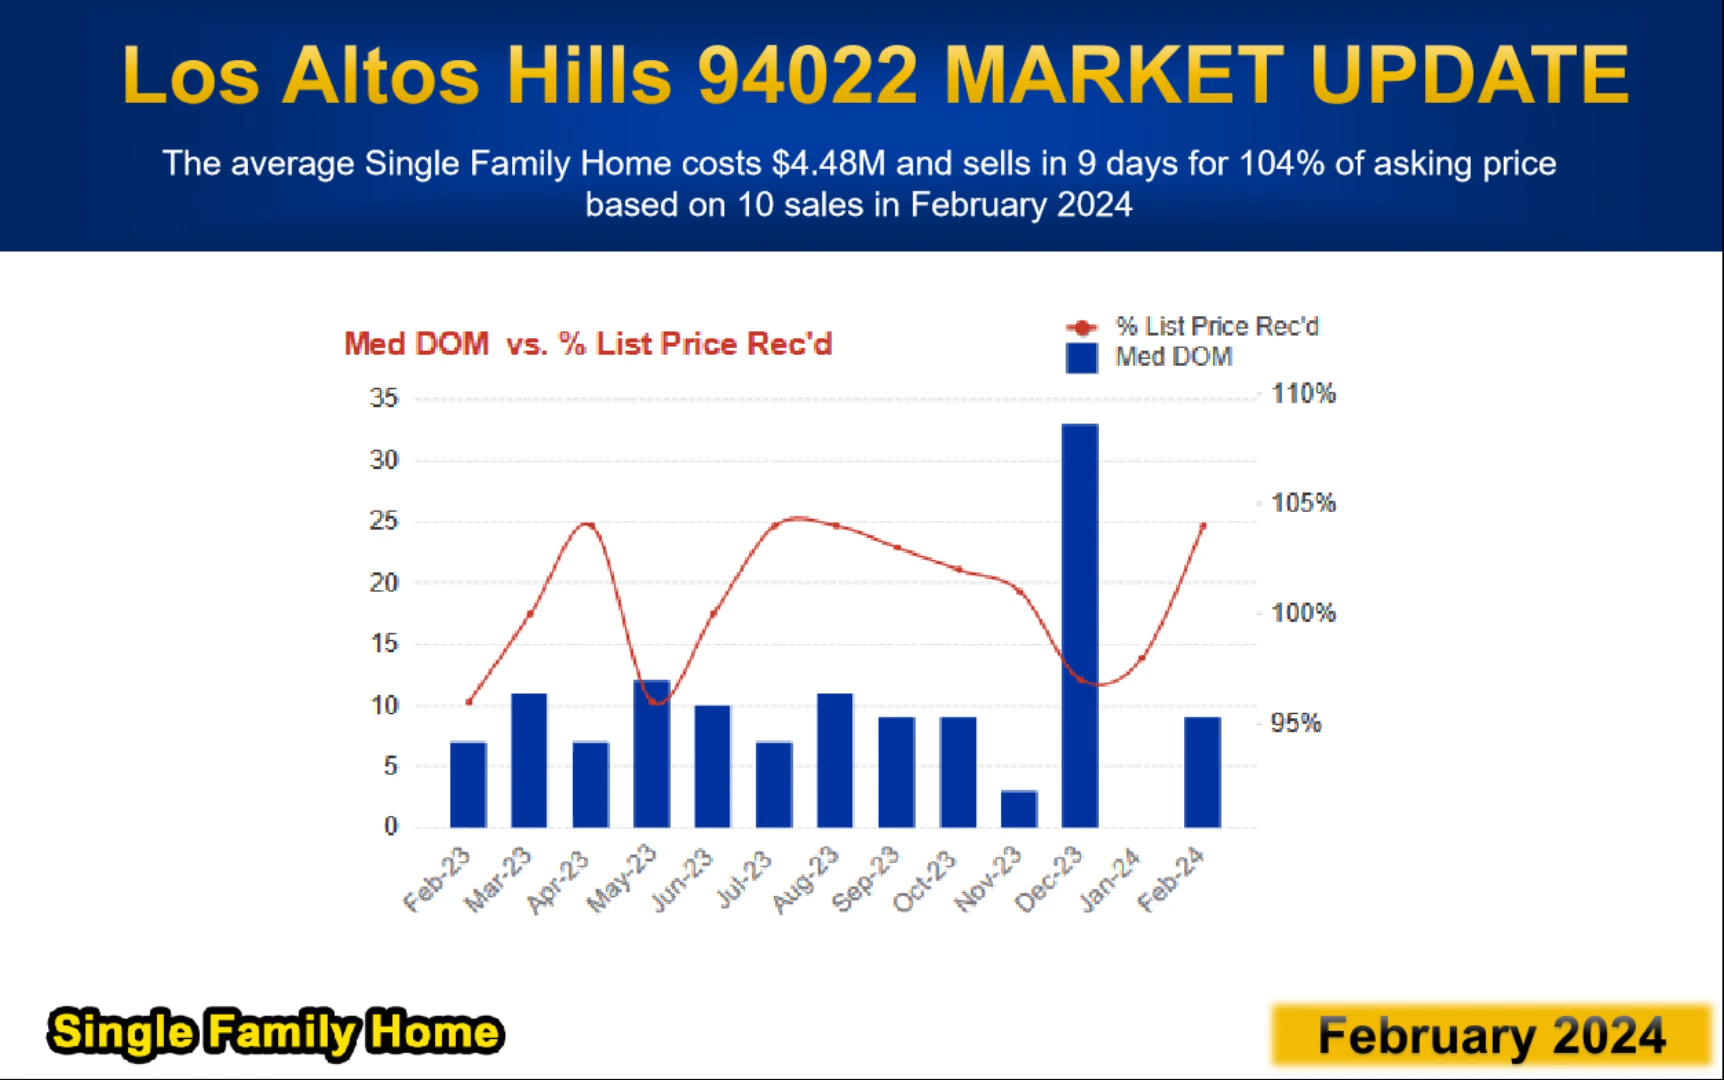 Los Altos Hills 94022 MARKET UPDATE
The average Single Family Home costs $4.48M and sells in 9 days for 104% of asking price
based on 10 sales in February 2024
Med DOM  vs. % List Price Rec'd
% List Price Rec'd
Med DOM
35
30
25
20
15
10
5
0
110%
105%
100%
95%
Feb-23
Mar-23
Apr-23
May-23
Jun-23
Jul-23
Aug-23
Sep-23
Oct-23
Nov-23
Dec-23
Jan-24
Feb-24
Single Family Home
February 2024